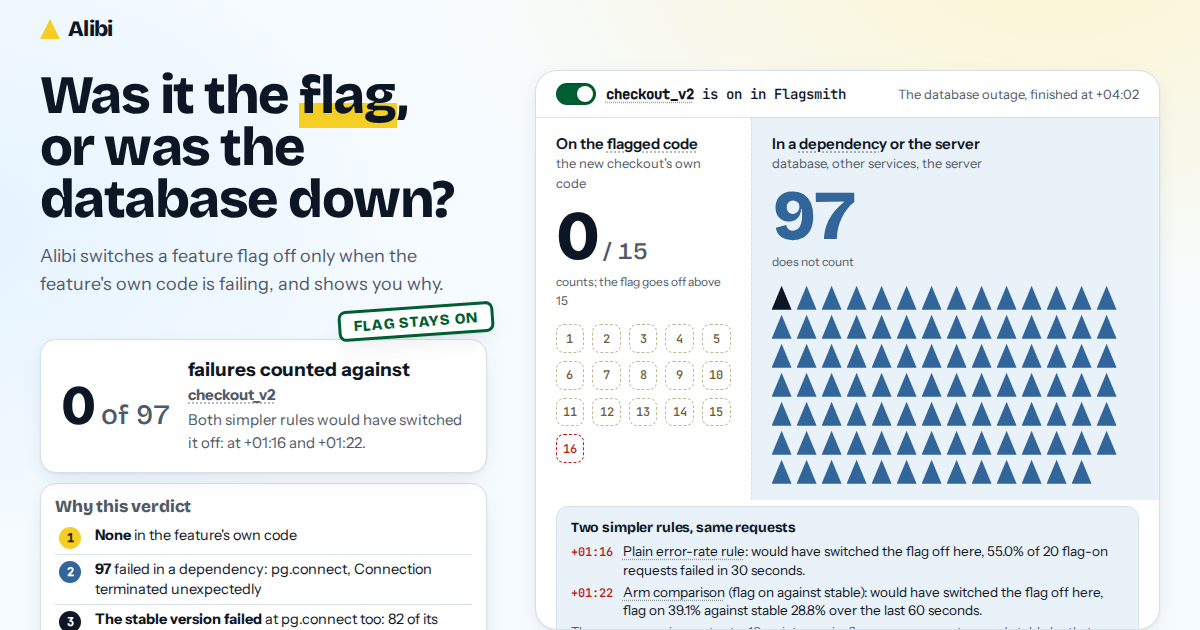 Alibi
Was it the flag,
or was the
database down?
Alibi switches a feature flag off only when the
feature's own code is failing, and shows you why.
FLAG STAYS ON
0 of 97
failures counted against
checkout_v2
Both simpler rules would have switched
it off: at +01:16 and +01:22.
Why this verdict
1 None in the feature's own code
2 97 failed in a dependency: pg.connect, Connection
terminated unexpectedly
3 The stable version failed at pg.connect too: 82 of its
checkout_v2 is on in Flagsmith
The database outage, finished at +04:02
On the flagged code
the new checkout's own
code
0 / 15
counts; the flag goes off above
15
1 2 3 4 5
6 7 8 9 10
11 12 13 14 15
16
In a dependency or the server
database, other services, the server
97
does not count
Two simpler rules, same requests
+01:16 Plain error-rate rule: would have switched the flag off here, 55.0% of 20 flag-on
requests failed in 30 seconds.
+01:22 Arm comparison (flag on against stable): would have switched the flag off here,
flag on 39.1% against stable 28.8% over the last 60 seconds.